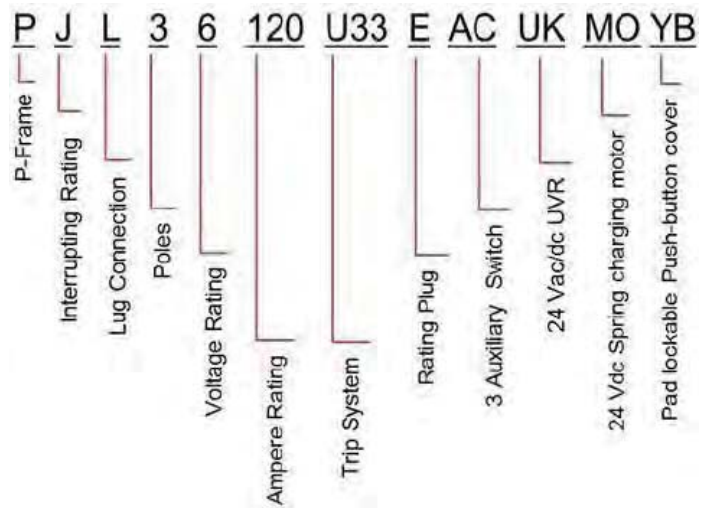 P J L 3 6 120 U33 E AC UK MO YB
P-Frame
Interrupting Rating
Lug Connection
Poles
Voltage Rating
Ampere Rating
Trip System
Rating Plug
3 Auxiliary Switch
24 Vac/dc UVR
24 Vdc Spring charging motor
Pad lockable Push-button cover